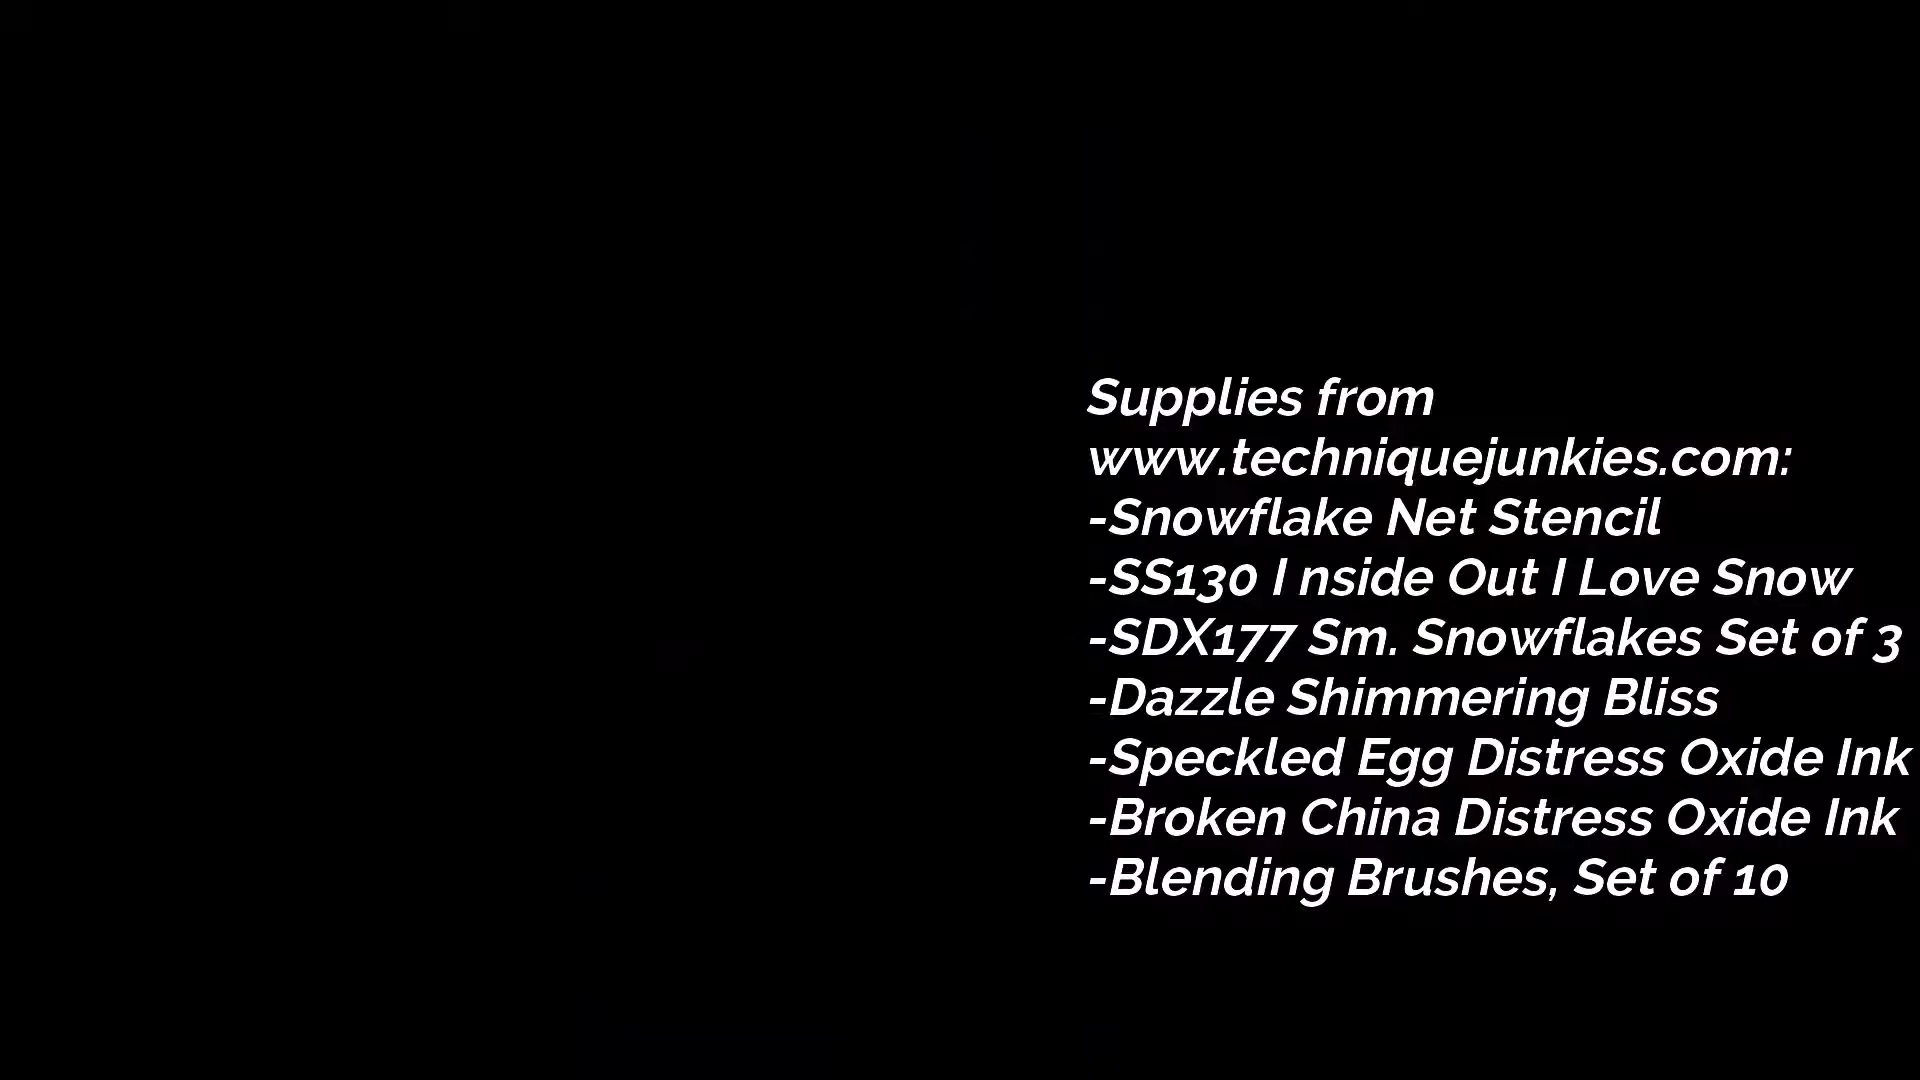 Supplies from
www.techniquejunkies.com:
-Snowflake Net Stencil
-SS130 I nside Out I Love Snow
-SDX177 Sm. Snowflakes Set of 3
-Dazzle Shimmering Bliss
-Speckled Egg Distress Oxide Ink
-Broken China Distress Oxide Ink
-Blending Brushes, Set of 10